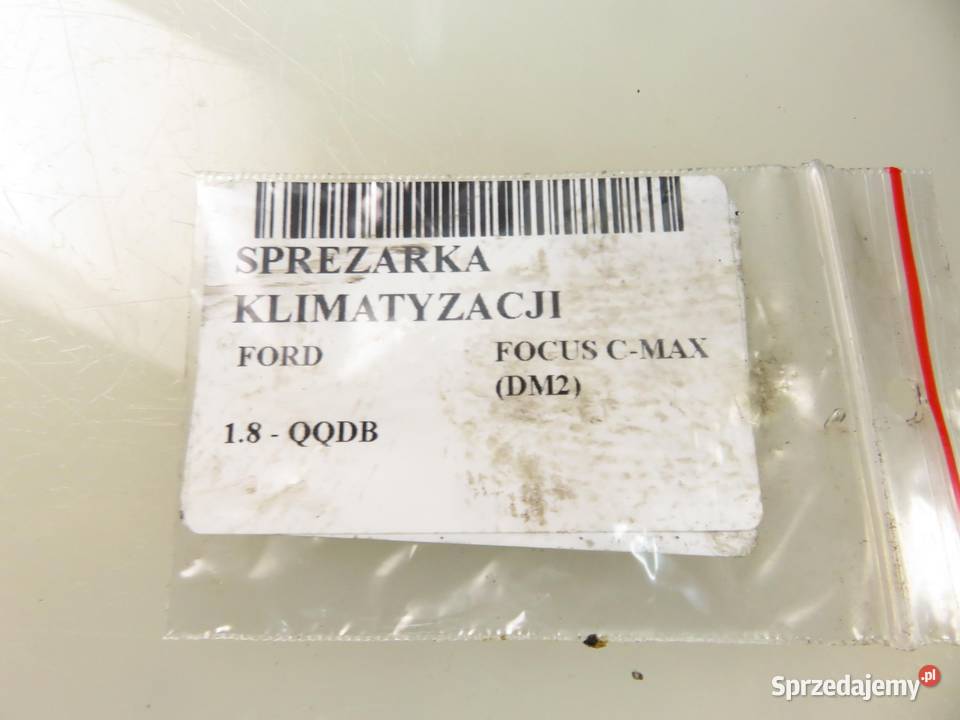 SPREZARKA
KLIMATYZACJI
FORD FOCUS C-MAX
(DM2)
1.8 - QQDB
Sprzedajemy.pl